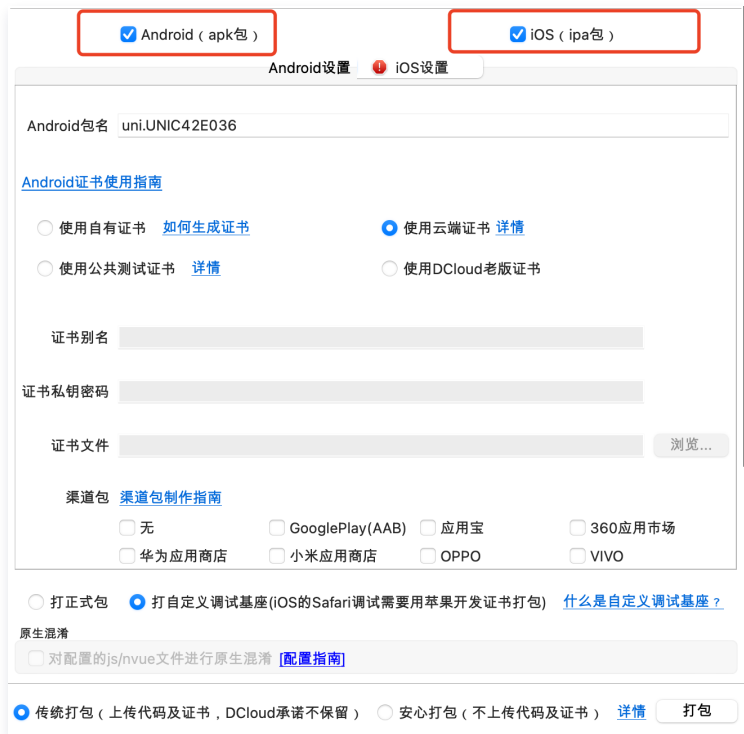 Android（apk包） iOS（ipa包）
Android设置 iOS设置
Android包名 uni.UNIC42E036
Android证书使用指南
使用自有证书 如何生成证书 使用云端证书 详情
使用公共测试证书 详情 使用DCloud老版证书
证书别名
证书私钥密码
证书文件 浏览...
渠道包 渠道包制作指南
无 GooglePlay(AAB) 应用宝 360应用市场
华为应用商店 小米应用商店 OPPO VIVO
打正式包 打自定义调试基座(iOS的Safari调试需要用苹果开发证书打包) 什么是自定义调试基座？
原生混淆
对配置的js/nvue文件进行原生混淆 [配置指南]
传统打包（上传代码及证书，DCloud承诺不保留） 安心打包（不上传代码及证书） 详情 打包